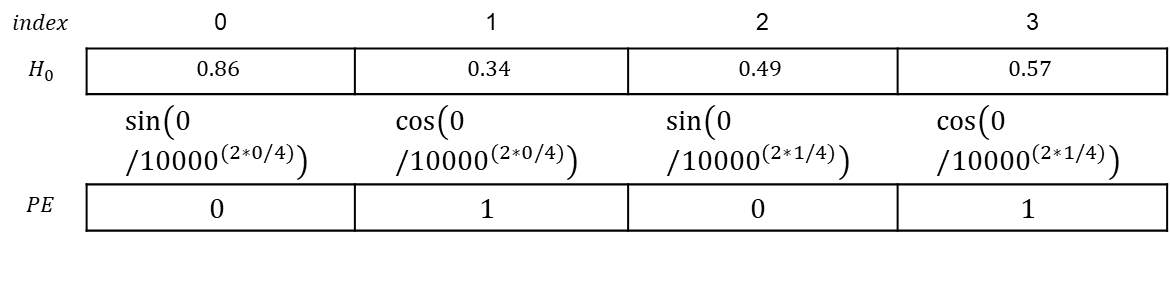 index 0 1 2 3
H₀ 0.86 0.34 0.49 0.57
sin(0 cos(0 sin(0 cos(0
/10000^(2∗0/4)) /10000^(2∗0/4)) /10000^(2∗1/4)) /10000^(2∗1/4))
PE 0 1 0 1